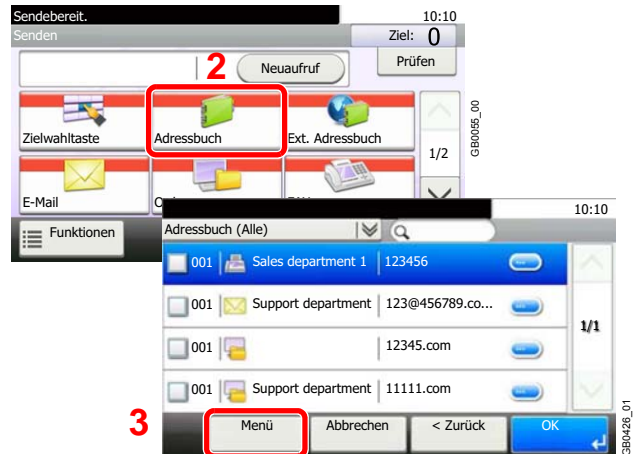 Sendebereit. 10:10
Senden Ziel: 0
2 Neuaufruf Prüfen
Zielwahltaste Adressbuch Ext. Adressbuch
1/2
GB0055_00
E-Mail
Funktionen
10:10
Adressbuch (Alle)
001 Sales department 1 123456
001 Support department 123@456789.co...
1/1
001 12345.com
001 Support department 11111.com
3 Menü Abbrechen < Zurück OK
GB0426_01